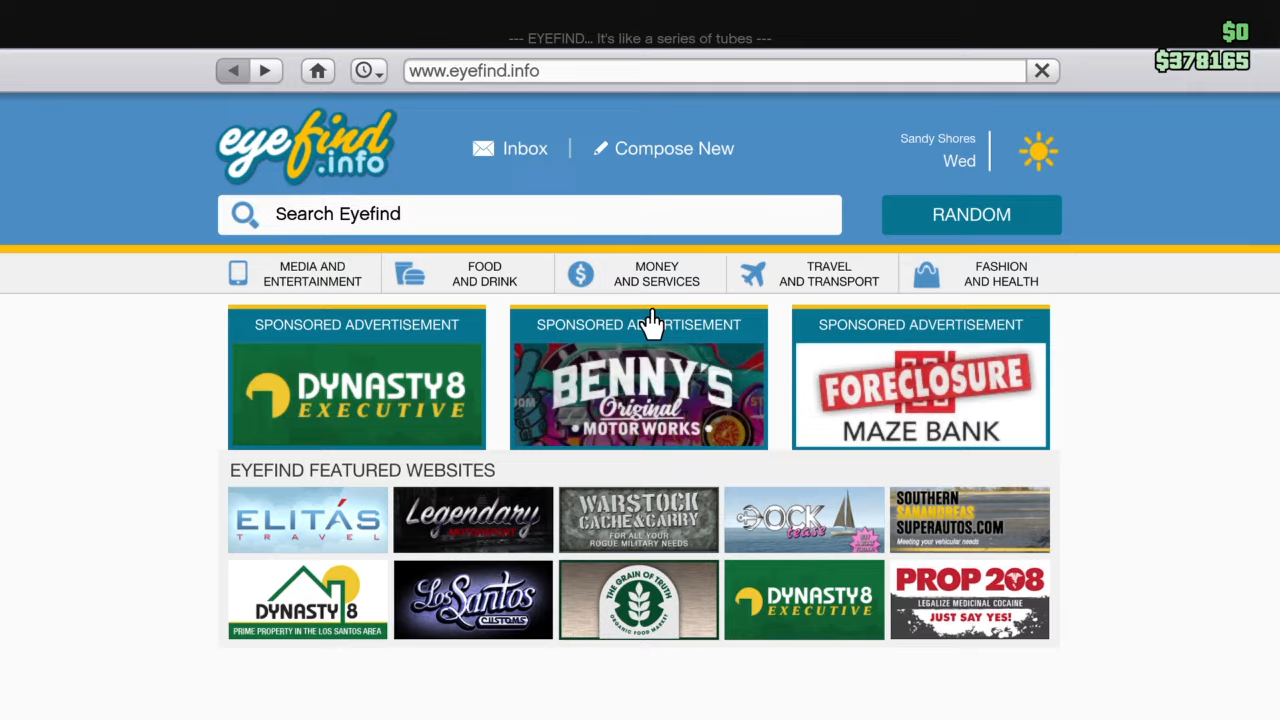 --- EYEFIND... It's like a series of tubes ---
$0
$378165
www.eyefind.info
eyefind
.info
Inbox
Compose New
Sandy Shores
Wed
Search Eyefind
RANDOM
MEDIA AND
ENTERTAINMENT
FOOD
AND DRINK
MONEY
AND SERVICES
TRAVEL
AND TRANSPORT
FASHION
AND HEALTH
SPONSORED ADVERTISEMENT
DYNASTY8
EXECUTIVE
SPONSORED ADVERTISEMENT
BENNY'S
Original
MOTOR WORKS
SPONSORED ADVERTISEMENT
FORECLOSURE
MAZE BANK
EYEFIND FEATURED WEBSITES
ELITÁS
TRAVEL
Legendary
MOTORSPORT
WARSTOCK
CACHE&CARRY
FOR ALL YOUR
ROGUE MILITARY NEEDS
DOCK
tease
SOUTHERN
SANANDREAS
SUPERAUTOS.COM
Meeting your vehicular needs
DYNASTY 8
PRIME PROPERTY IN THE LOS SANTOS AREA
Los Santos
CUSTOMS
THE GRAIN OF TRUTH
ORGANIC FOOD MARKET
DYNASTY8
EXECUTIVE
PROP 208
LEGALIZE MEDICINAL COCAINE
JUST SAY YES!